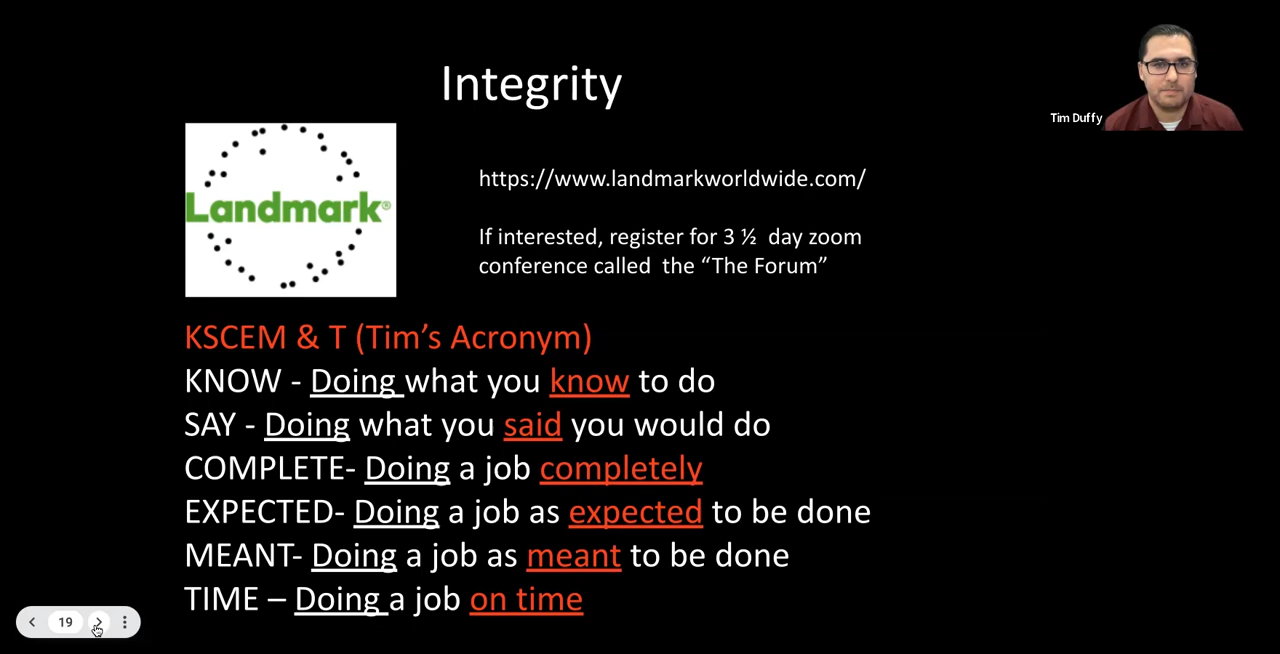 Integrity
Tim Duffy
Landmark®
https://www.landmarkworldwide.com/
If interested, register for 3 ½ day zoom
conference called the “The Forum”
KSCEM & T (Tim’s Acronym)
KNOW - Doing what you know to do
SAY - Doing what you said you would do
COMPLETE- Doing a job completely
EXPECTED- Doing a job as expected to be done
MEANT- Doing a job as meant to be done
TIME – Doing a job on time
19